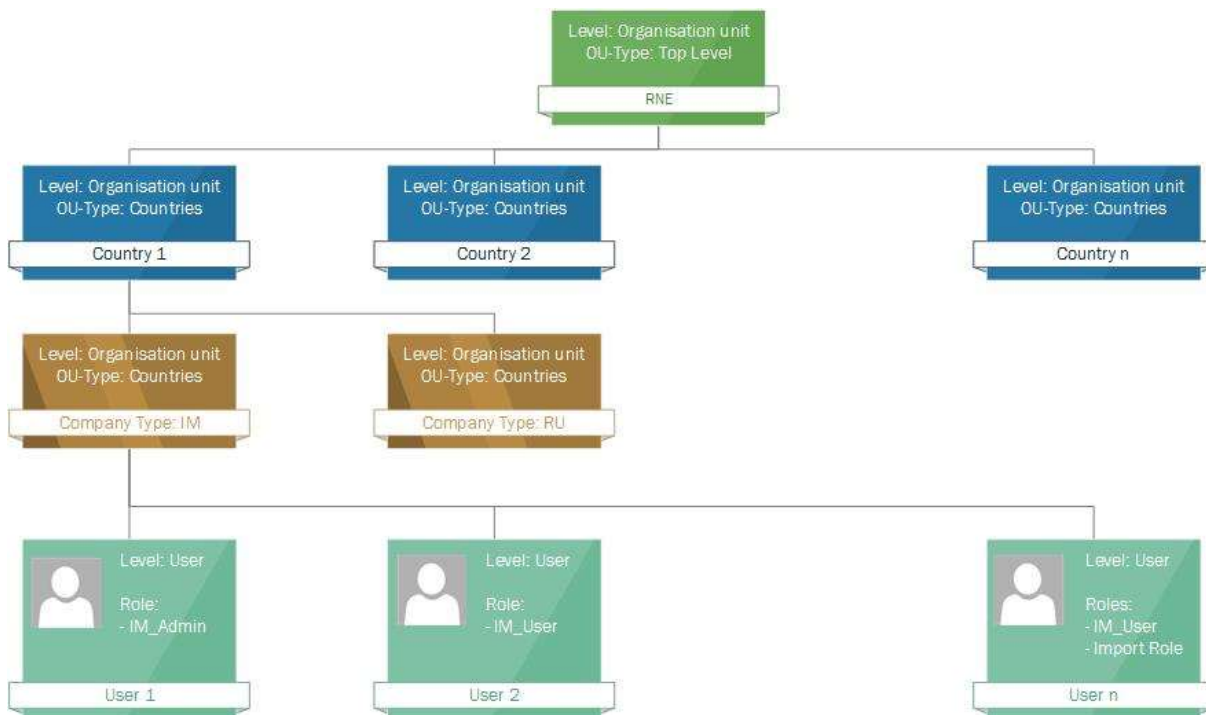 Level: Organisation unit
OU-Type: Top Level
RNE
Level: Organisation unit
OU-Type: Countries
Country 1
Level: Organisation unit
OU-Type: Countries
Country 2
Level: Organisation unit
OU-Type: Countries
Country n
Level: Organisation unit
OU-Type: Countries
Company Type: IM
Level: Organisation unit
OU-Type: Countries
Company Type: RU
Level: User
Role:
- IM_Admin
User 1
Level: User
Role:
- IM_User
User 2
Level: User
Roles:
- IM_User
- Import Role
User n